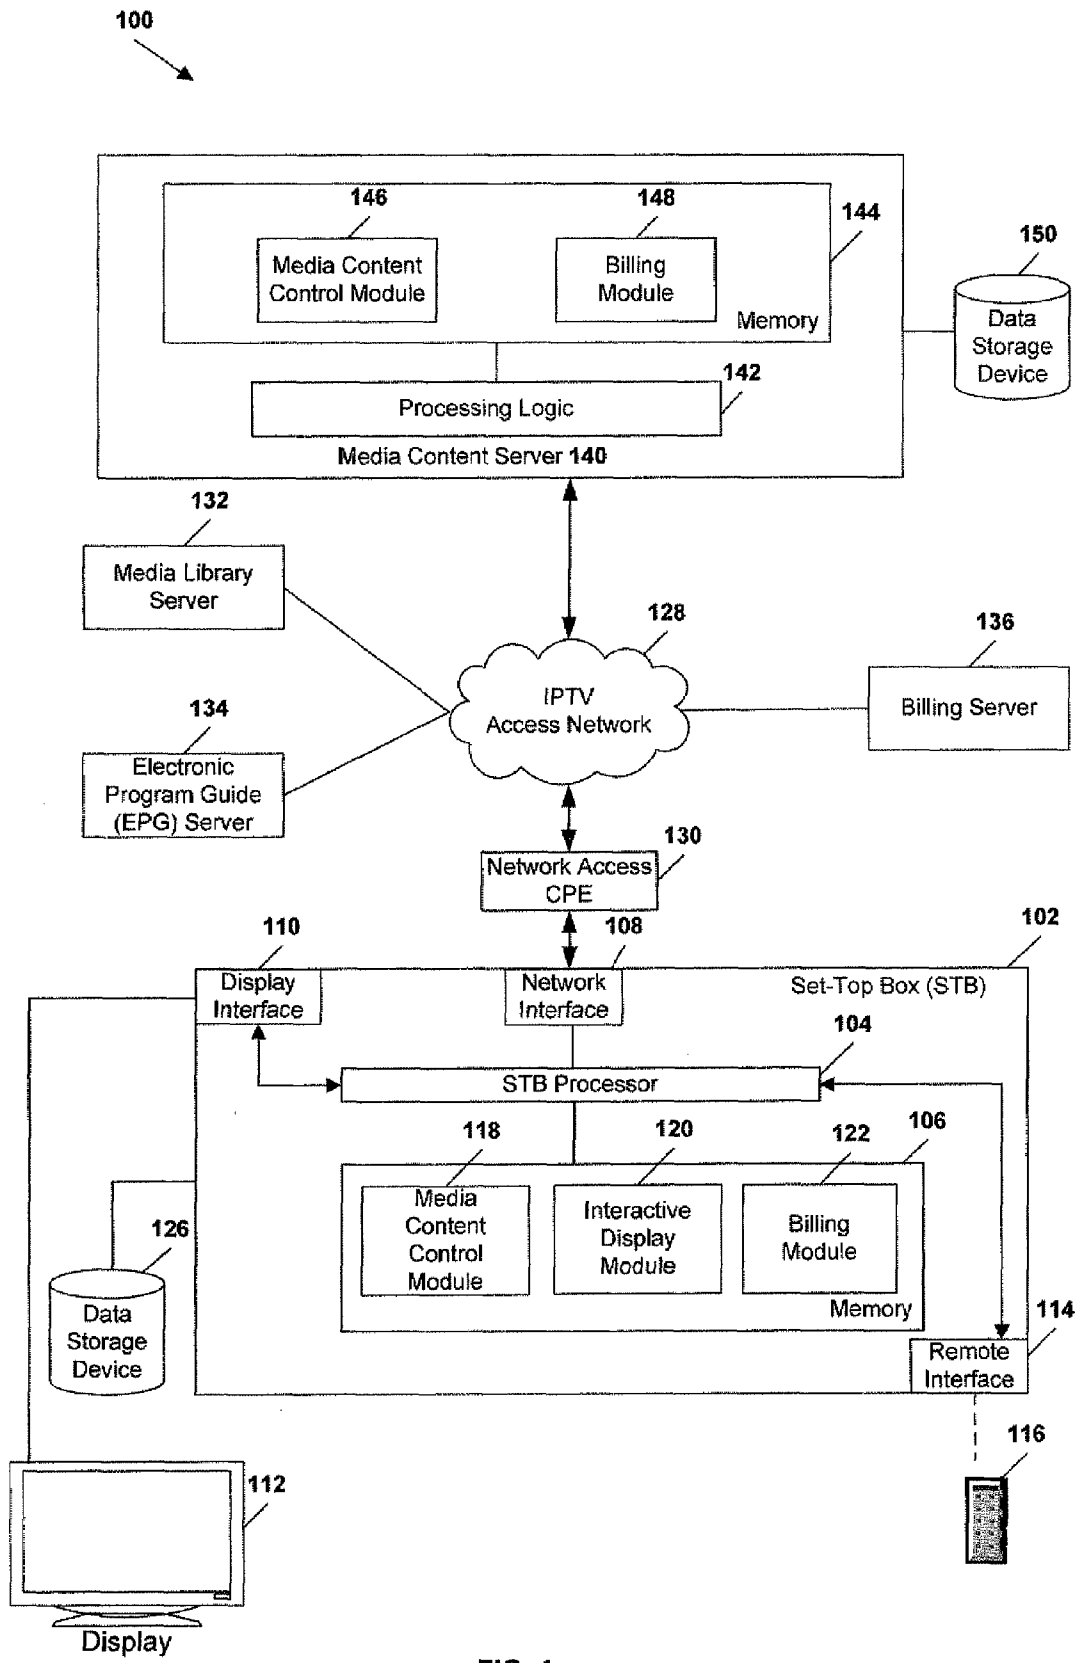 100
146
148
144
150
Media Content
Control Module
Billing
Module
Memory
Data
Storage
Device
142
Processing Logic
Media Content Server 140
132
Media Library
Server
128
136
IPTV
Access Network
Billing Server
134
Electronic
Program Guide
(EPG) Server
130
Network Access
CPE
110
108
102
Display
Interface
Network
Interface
Set-Top Box (STB)
104
STB Processor
118
120
122
106
Media
Content
Control
Module
Interactive
Display
Module
Billing
Module
Memory
126
Data
Storage
Device
114
Remote
Interface
116
112
Display